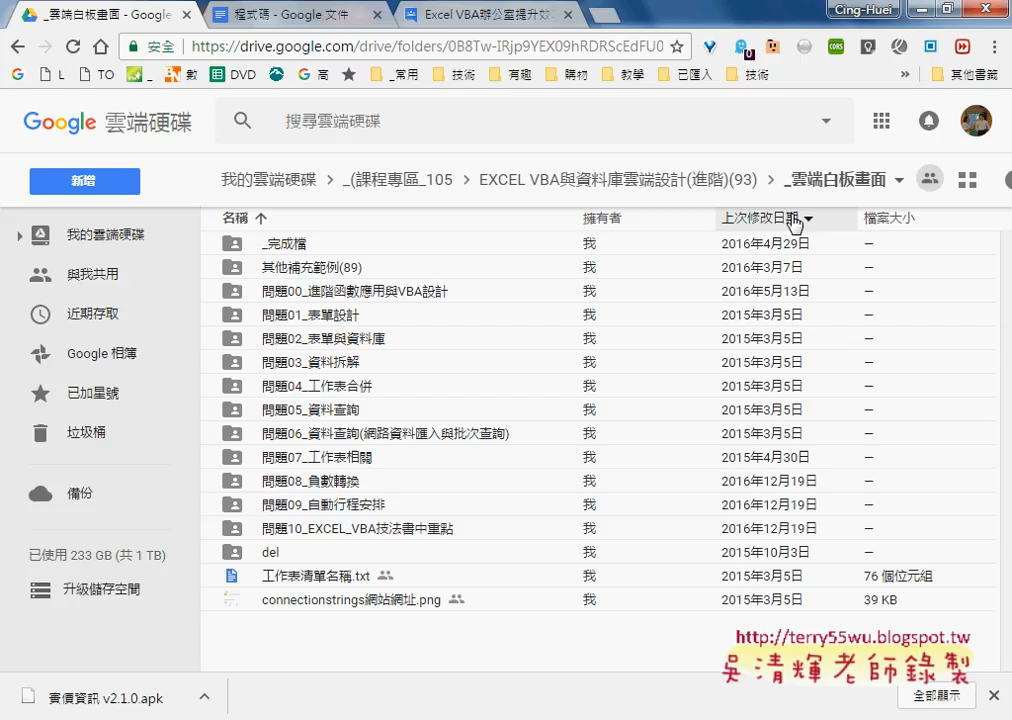 _雲端白板畫面 - Google
程式碼 - Google 文件
Excel VBA辦公室提升效
Cing-Huei
安全 https://drive.google.com/drive/folders/0B8Tw-IRjp9YEX09hRDRScEdFU0
L TO _ 數 DVD 高 _常用 技術 有趣 購物 教學 已匯入 技術 » 其他書籤
Google 雲端硬碟
搜尋雲端硬碟
新增
我的雲端硬碟 > _(課程專區_105 > EXCEL VBA與資料庫雲端設計(進階)(93) > _雲端白板畫面
我的雲端硬碟
與我共用
近期存取
Google 相簿
已加星號
垃圾桶
備份
已使用 233 GB (共 1 TB)
升級儲存空間
名稱 擁有者 上次修改日期 檔案大小
_完成檔 我 2016年4月29日 –
其他補充範例(89) 我 2016年3月7日 –
問題00_進階函數應用與VBA設計 我 2016年5月13日 –
問題01_表單設計 我 2015年3月5日 –
問題02_表單與資料庫 我 2015年3月5日 –
問題03_資料拆解 我 2015年3月5日 –
問題04_工作表合併 我 2015年3月5日 –
問題05_資料查詢 我 2015年3月5日 –
問題06_資料查詢(網路資料匯入與批次查詢) 我 2015年3月5日 –
問題07_工作表相關 我 2015年4月30日 –
問題08_負數轉換 我 2016年12月19日 –
問題09_自動行程安排 我 2016年12月19日 –
問題10_EXCEL_VBA技法書中重點 我 2016年12月19日 –
del 我 2015年10月3日 –
工作表清單名稱.txt 我 2015年3月5日 76 個位元組
connectionstrings網站網址.png 我 2015年3月5日 39 KB
http://terry55wu.blogspot.tw
吳清輝老師錄製
實價資訊 v2.1.0.apk
全部顯示